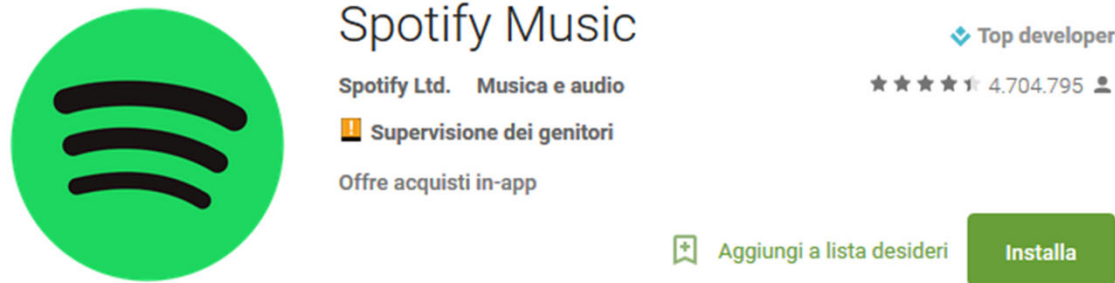 Spotify Music
Top developer
Spotify Ltd. Musica e audio
4.704.795
Supervisione dei genitori
Offre acquisti in-app
Aggiungi a lista desideri
Installa